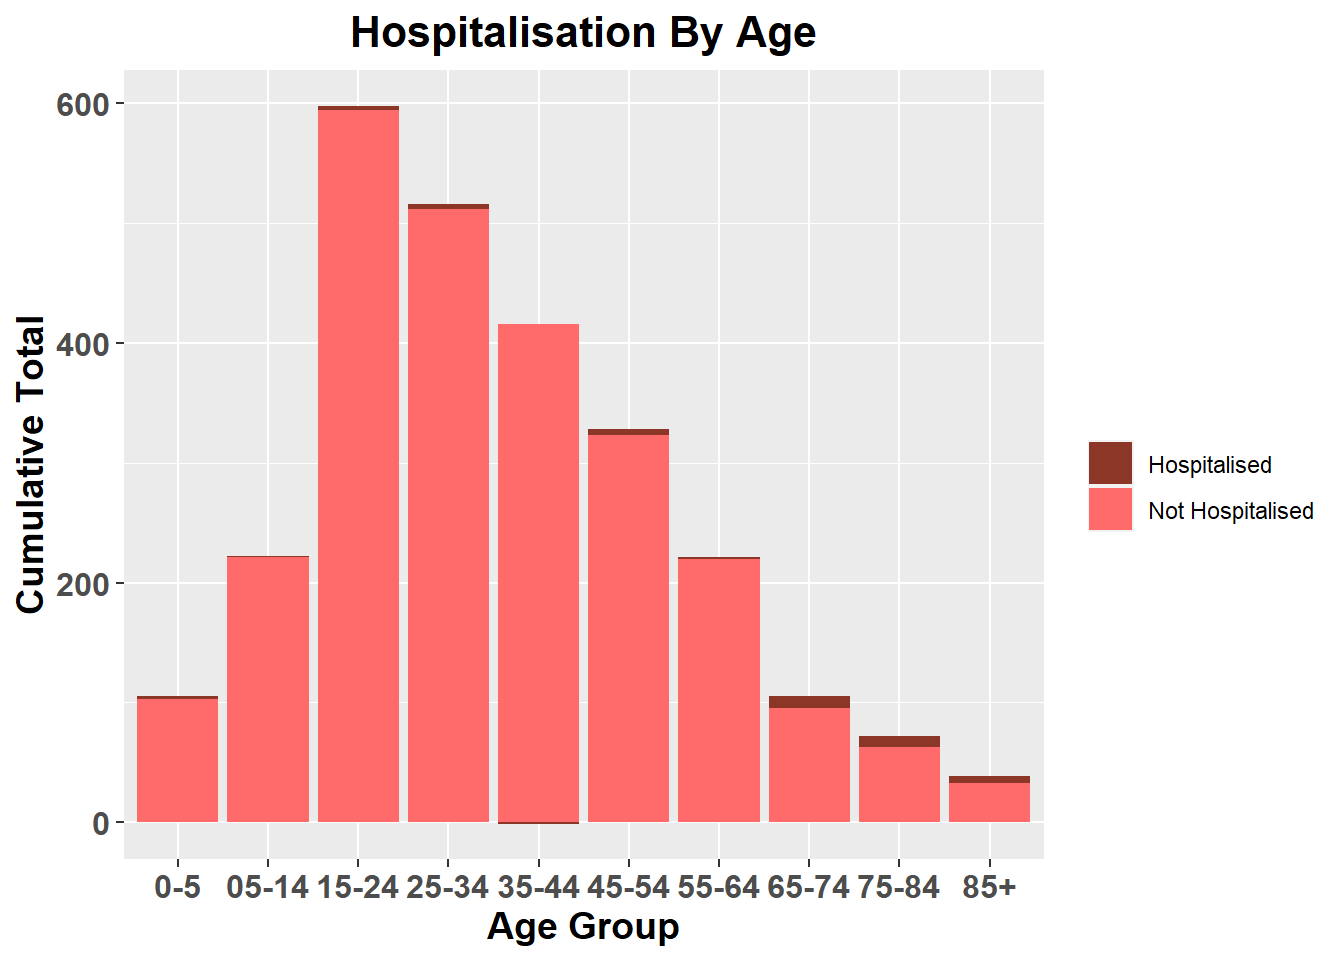 Hospitalisation By Age
600
400
200
0
Cumulative Total
0-5 05-14 15-24 25-34 35-44 45-54 55-64 65-74 75-84 85+
Age Group
Hospitalised
Not Hospitalised